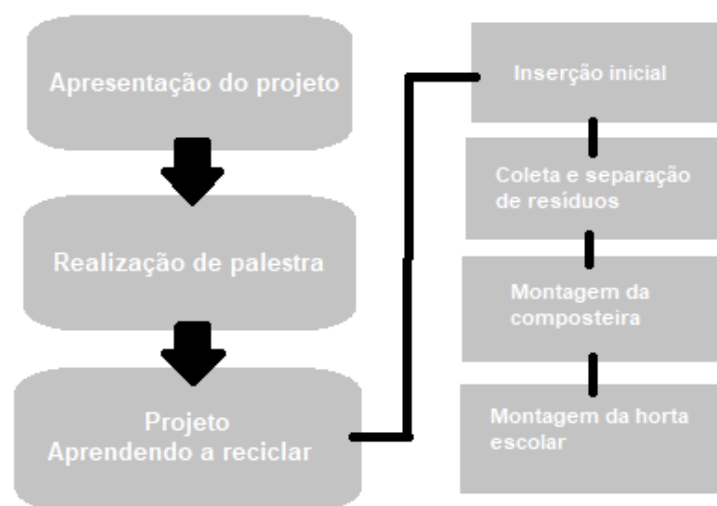 Apresentação do projeto
Realização de palestra
Projeto
Aprendendo a reciclar
Inserção inicial
Coleta e separação
de resíduos
Montagem da
composteira
Montagem da horta
escolar